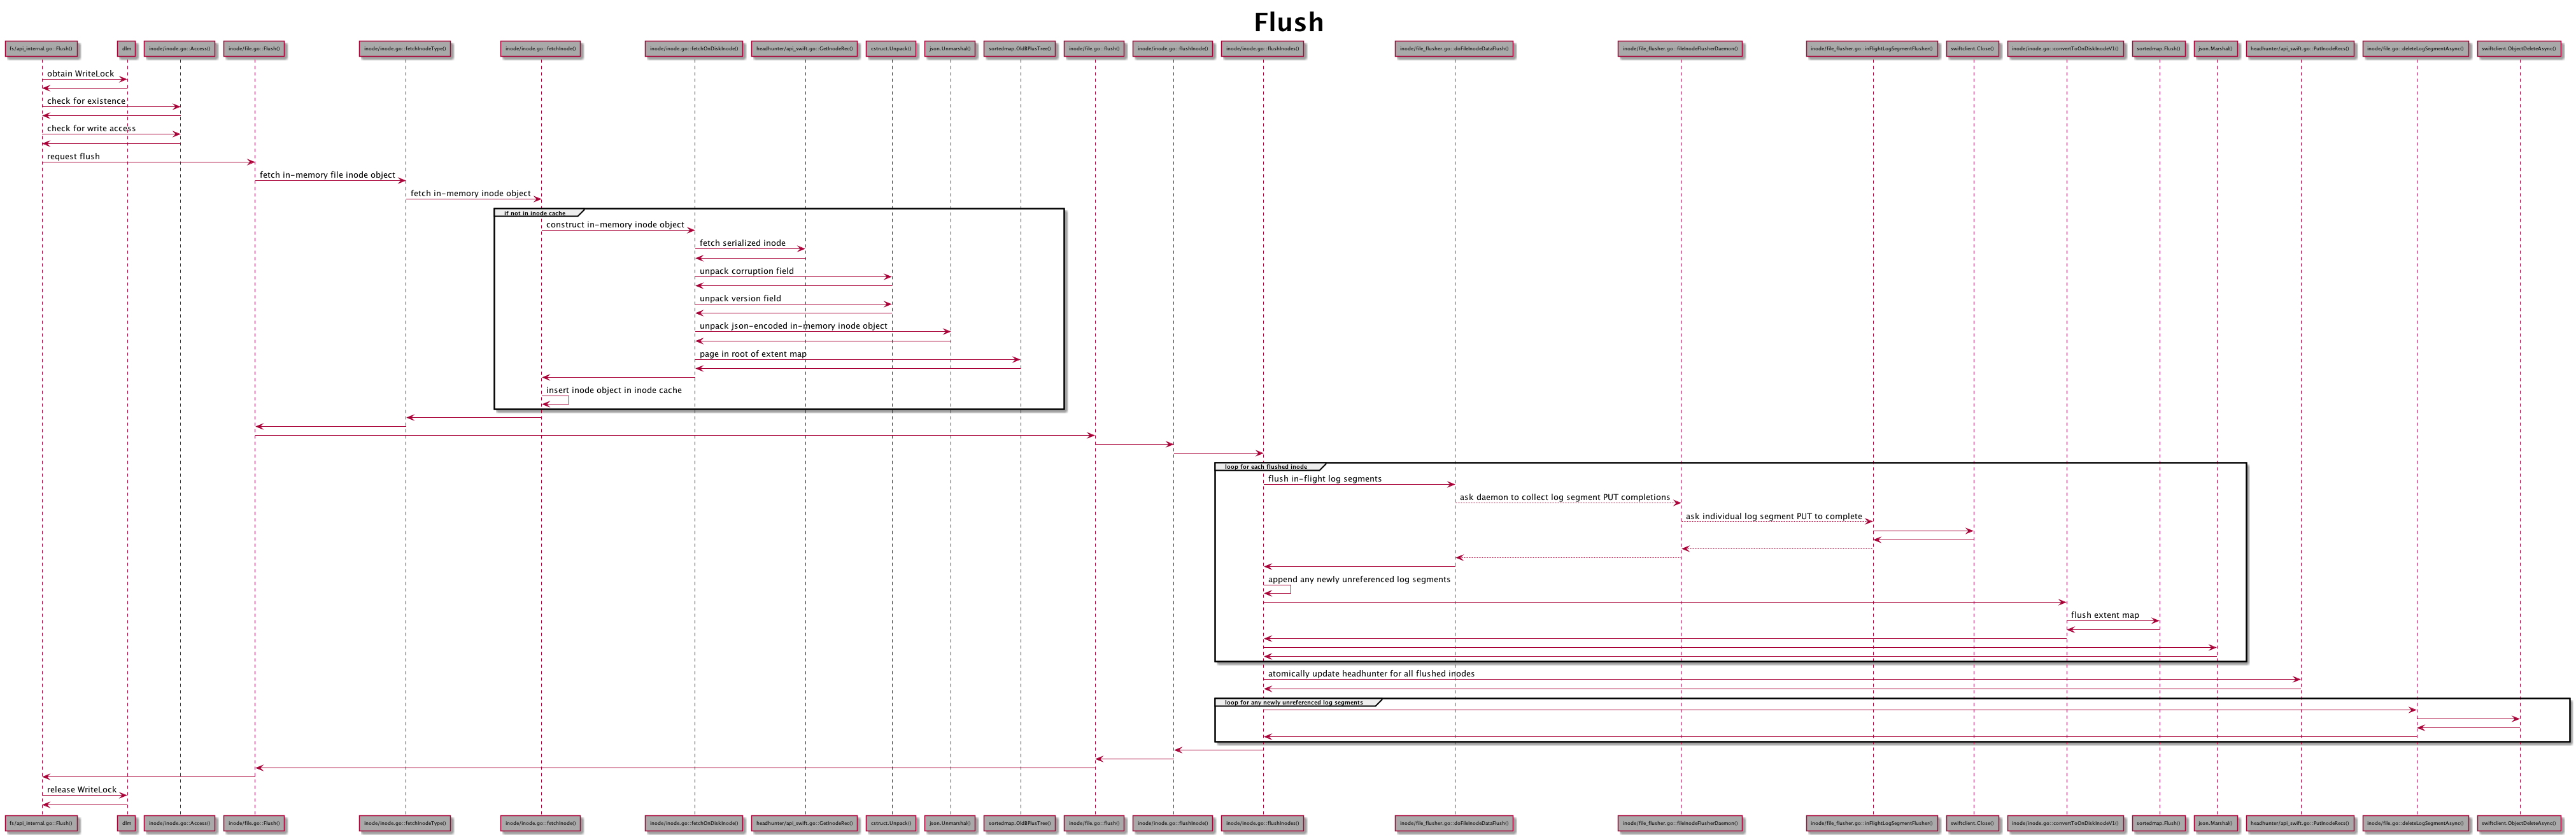 Flush
fs/api_internal.go::Flush()
dlm
inode/inode.go::Access()
inode/file.go::Flush()
inode/inode.go::fetchInodeType()
inode/inode.go::fetchInode()
inode/inode.go::fetchOnDiskInode()
headhunter/api_swift.go::GetInodeRec()
cstruct.Unpack()
json.Unmarshal()
sortedmap.OldBPlusTree()
inode/file.go::flush()
inode/inode.go::flushInode()
inode/inode.go::flushInodes()
inode/file_flusher.go::doFileInodeDataFlush()
inode/file_flusher.go::fileInodeFlusherDaemon()
inode/file_flusher.go::inFlightLogSegmentFlusher()
swiftclient.Close()
inode/inode.go::convertToOnDiskInodeV1()
sortedmap.Flush()
json.Marshal()
headhunter/api_swift.go::PutInodeRecs()
inode/file.go::deleteLogSegmentAsync()
swiftclient.ObjectDeleteAsync()
obtain WriteLock
check for existence
check for write access
request flush
fetch in-memory file inode object
fetch in-memory inode object
if not in inode cache
construct in-memory inode object
fetch serialized inode
unpack corruption field
unpack version field
unpack json-encoded in-memory inode object
page in root of extent map
insert inode object in inode cache
loop for each flushed inode
flush in-flight log segments
ask daemon to collect log segment PUT completions
ask individual log segment PUT to complete
append any newly unreferenced log segments
flush extent map
atomically update headhunter for all flushed inodes
loop for any newly unreferenced log segments
release WriteLock
fs/api_internal.go::Flush()
dlm
inode/inode.go::Access()
inode/file.go::Flush()
inode/inode.go::fetchInodeType()
inode/inode.go::fetchInode()
inode/inode.go::fetchOnDiskInode()
headhunter/api_swift.go::GetInodeRec()
cstruct.Unpack()
json.Unmarshal()
sortedmap.OldBPlusTree()
inode/file.go::flush()
inode/inode.go::flushInode()
inode/inode.go::flushInodes()
inode/file_flusher.go::doFileInodeDataFlush()
inode/file_flusher.go::fileInodeFlusherDaemon()
inode/file_flusher.go::inFlightLogSegmentFlusher()
swiftclient.Close()
inode/inode.go::convertToOnDiskInodeV1()
sortedmap.Flush()
json.Marshal()
headhunter/api_swift.go::PutInodeRecs()
inode/file.go::deleteLogSegmentAsync()
swiftclient.ObjectDeleteAsync()